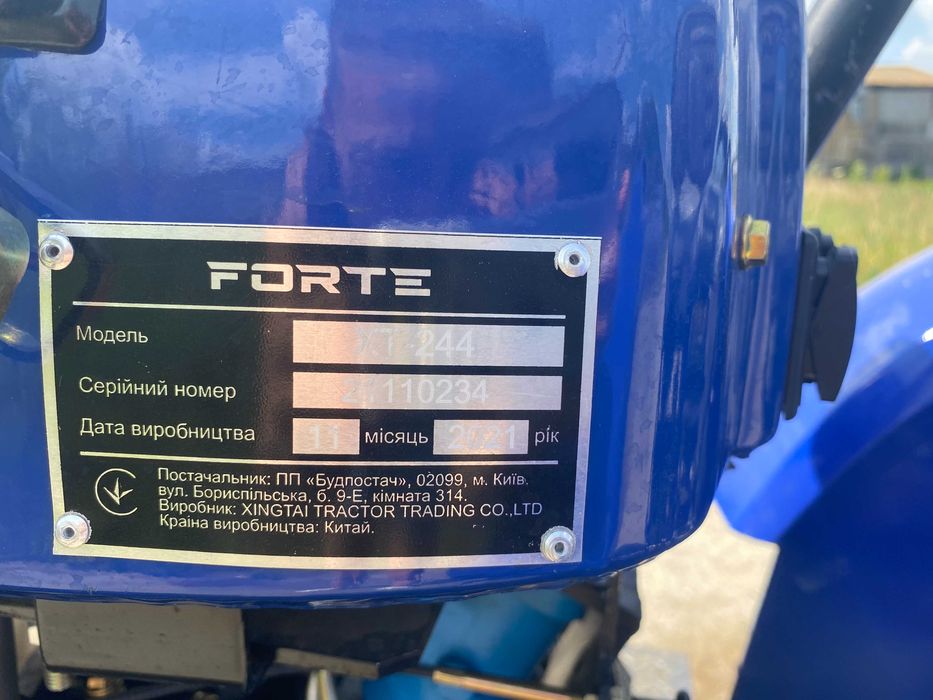 FORTE
Модель XT-244
Серійний номер 21110234
Дата виробництва 11 місяць 2021 рік
Постачальник: ПП «Будпостач», 02099, м. Київ.
вул. Бориспільська, б. 9-Е, кімната 314.
Виробник: XINGTAI TRACTOR TRADING CO.,LTD
Країна виробництва: Китай.